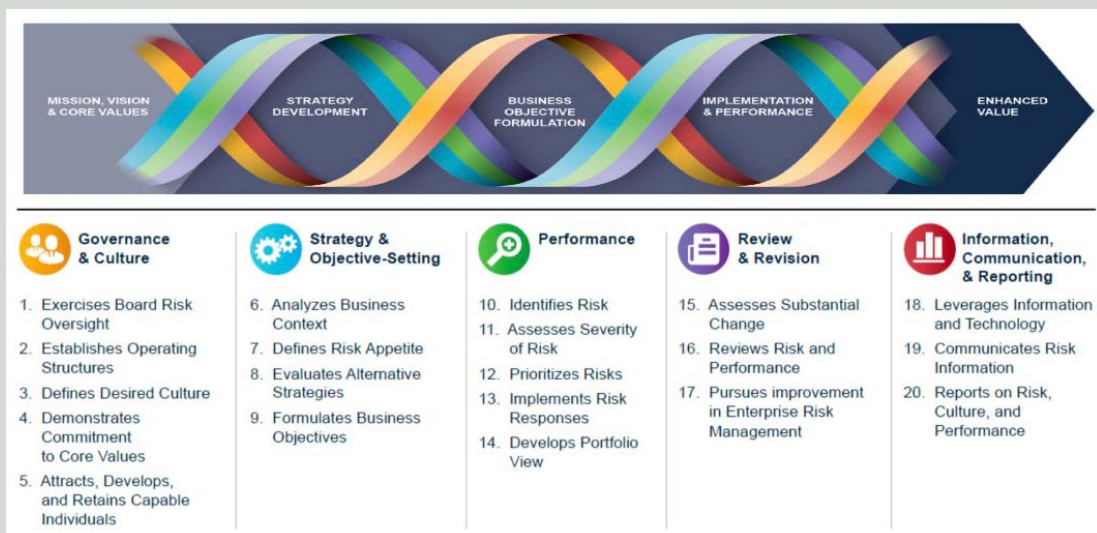 MISSION, VISION
& CORE VALUES
STRATEGY
DEVELOPMENT
BUSINESS
OBJECTIVE
FORMULATION
IMPLEMENTATION
& PERFORMANCE
ENHANCED
VALUE
Governance
& Culture
1. Exercises Board Risk
Oversight
2. Establishes Operating
Structures
3. Defines Desired Culture
4. Demonstrates
Commitment
to Core Values
5. Attracts, Develops,
and Retains Capable
Individuals
Strategy &
Objective-Setting
6. Analyzes Business
Context
7. Defines Risk Appetite
8. Evaluates Alternative
Strategies
9. Formulates Business
Objectives
Performance
10. Identifies Risk
11. Assesses Severity
of Risk
12. Prioritizes Risks
13. Implements Risk
Responses
14. Develops Portfolio
View
Review
& Revision
15. Assesses Substantial
Change
16. Reviews Risk and
Performance
17. Pursues improvement
in Enterprise Risk
Management
Information,
Communication,
& Reporting
18. Leverages Information
and Technology
19. Communicates Risk
Information
20. Reports on Risk,
Culture, and
Performance